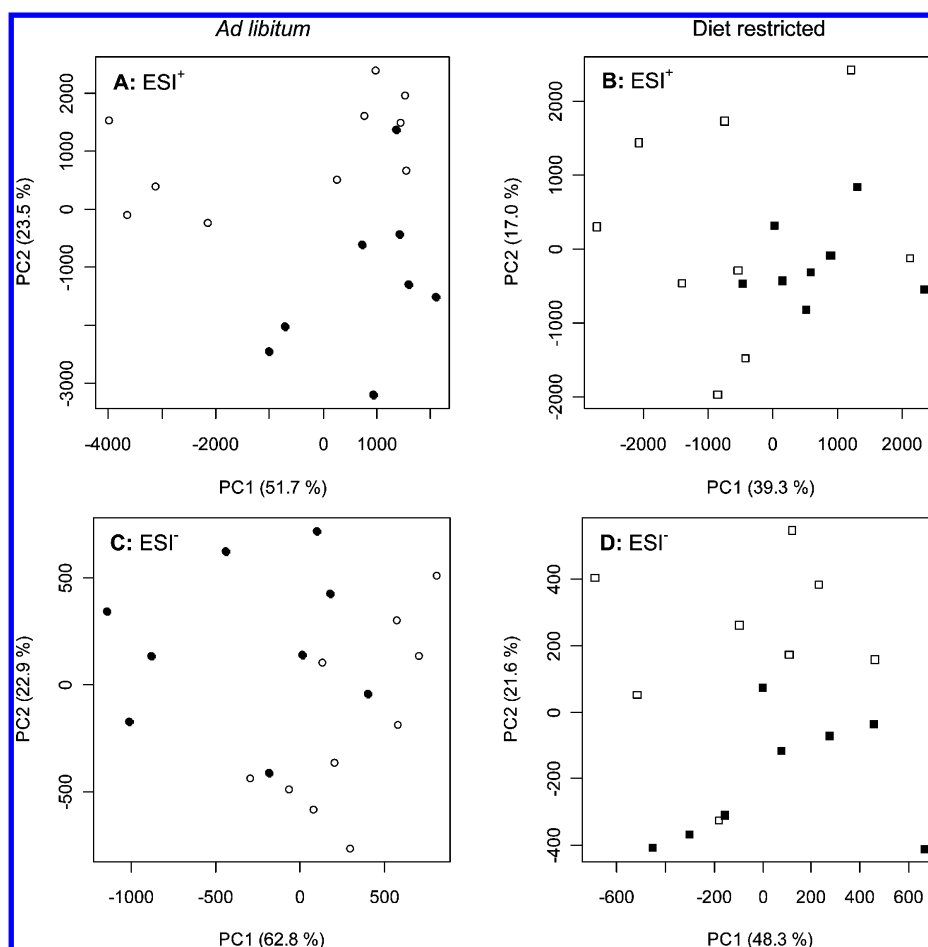 Ad libitum
Diet restricted
A: ESI+
2000
1000
0
-1000
-3000
PC2 (23.5 %)
-4000 -2000 0 1000
PC1 (51.7 %)
B: ESI+
2000
1000
0
-1000
-2000
PC2 (17.0 %)
-2000 -1000 0 1000 2000
PC1 (39.3 %)
C: ESI-
500
0
-500
PC2 (22.9 %)
-1000 -500 0 500
PC1 (62.8 %)
D: ESI-
400
200
0
-200
-400
PC2 (21.6 %)
-600 -200 0 200 400 600
PC1 (48.3 %)